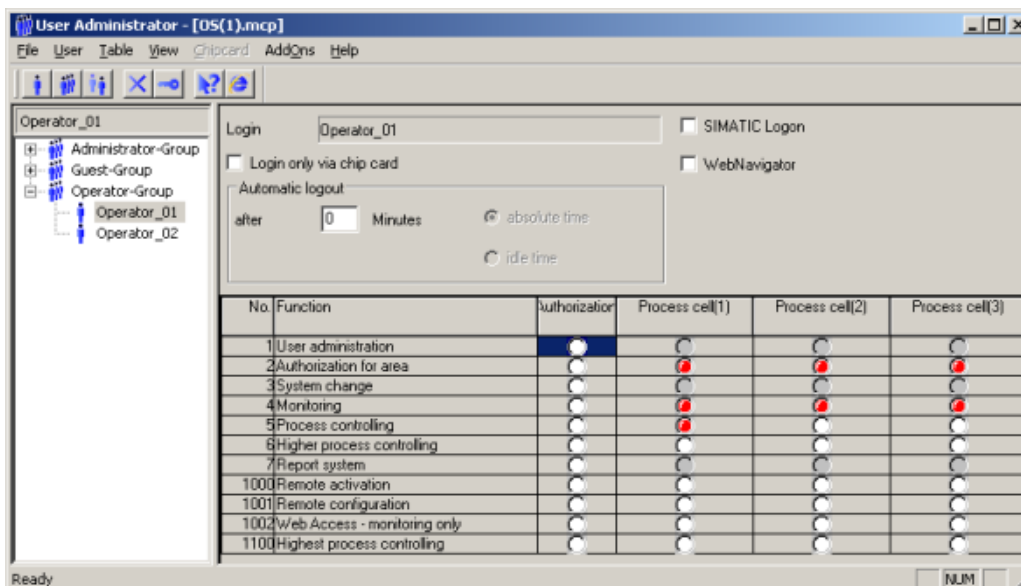 User Administrator - [OS(1).mcp]
File User Table View Chipcard AddOns Help
Operator_01
Administrator-Group
Guest-Group
Operator-Group
Operator_01
Operator_02
Login Operator_01
SIMATIC Logon
Login only via chip card
WebNavigator
Automatic logout
after 0 Minutes
absolute time
idle time
No. Function Authorization Process cell(1) Process cell(2) Process cell(3)
1 User administration
2 Authorization for area
3 System change
4 Monitoring
5 Process controlling
6 Higher process controlling
7 Report system
1000 Remote activation
1001 Remote configuration
1002 Web Access - monitoring only
1100 Highest process controlling
Ready NUM